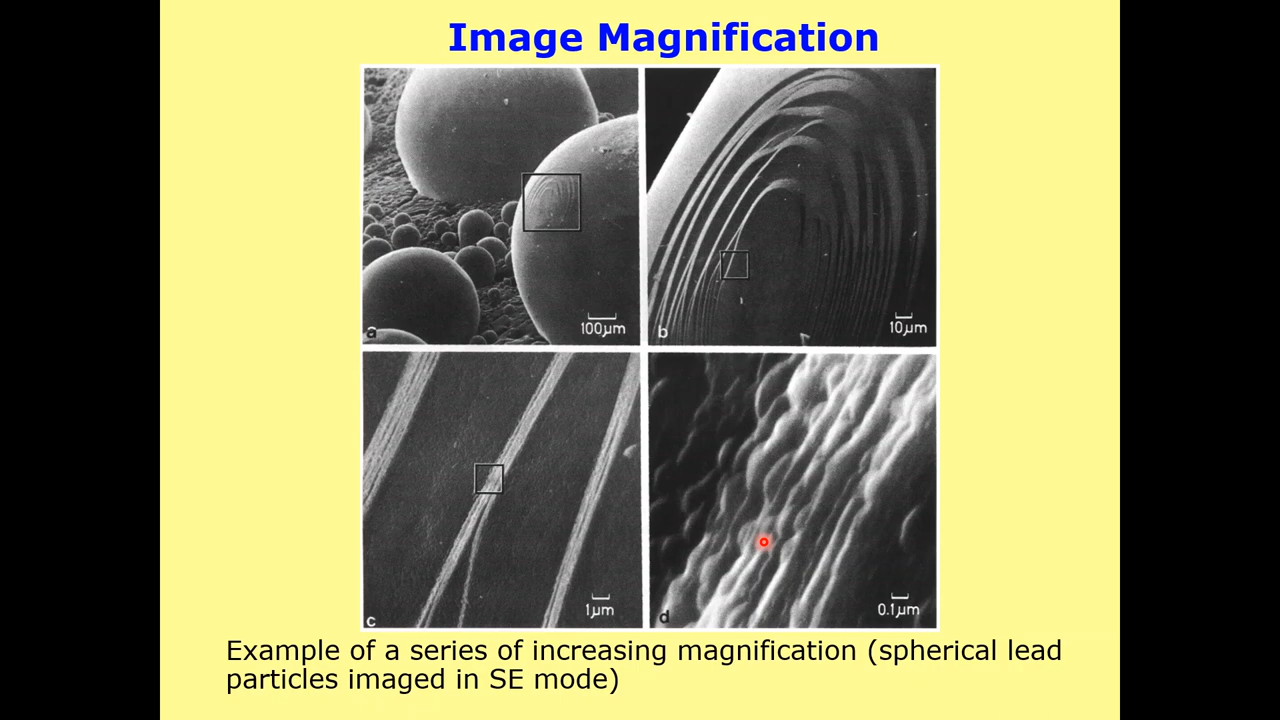 Image Magnification
a
100µm
b
10µm
c
1µm
d
0.1µm
Example of a series of increasing magnification (spherical lead
particles imaged in SE mode)